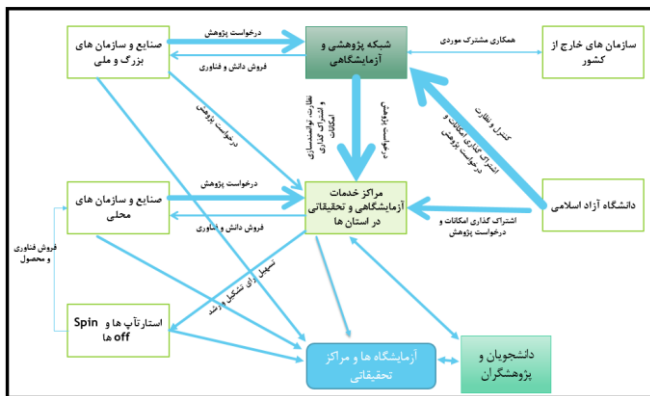 صنایع و سازمان های
بزرگ و ملی
درخواست پژوهش
فروش دانش و فناوری
شبکه پژوهشی و
آزمایشگاهی
همکاری مشترک موردی
سازمان های خارج از
کشور
درخواست پژوهش
نظارت، توانمندسازی
و اشتراک گذاری
امکانات
درخواست پژوهش
کنترل و نظارت
اشتراک گذاری امکانات و
درخواست پژوهش
صنایع و سازمان های
محلی
درخواست پژوهش
فروش دانش و فناوری
مراکز خدمات
آزمایشگاهی و تحقیقاتی
در استان ها
اشتراک گذاری امکانات و
درخواست پژوهش
دانشگاه آزاد اسلامی
فروش فناوری
و محصول
تسهیل برای تشکیل و رشد
استارتآپ ها و Spin
off ها
آزمایشگاه ها و مراکز
تحقیقاتی
دانشجویان و
پژوهشگران